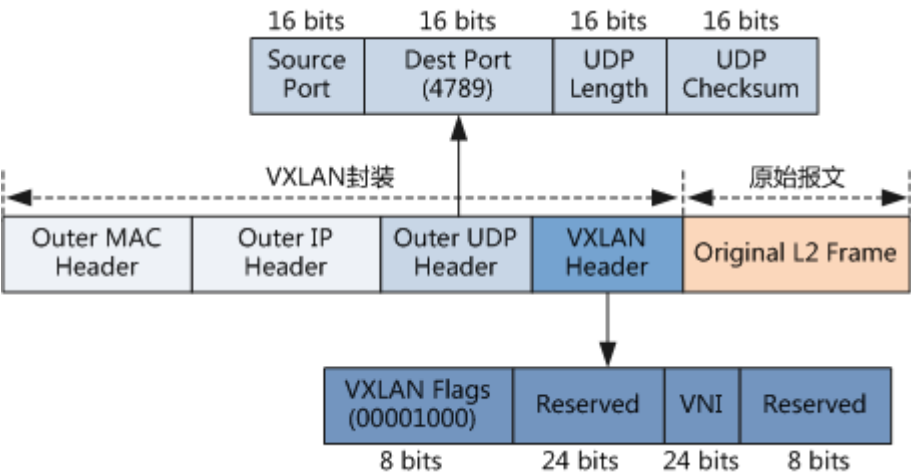 16 bits 16 bits 16 bits 16 bits
Source Port Dest Port (4789) UDP Length UDP Checksum
VXLAN封装 原始报文
Outer MAC Header Outer IP Header Outer UDP Header VXLAN Header Original L2 Frame
VXLAN Flags (00001000) Reserved VNI Reserved
8 bits 24 bits 24 bits 8 bits